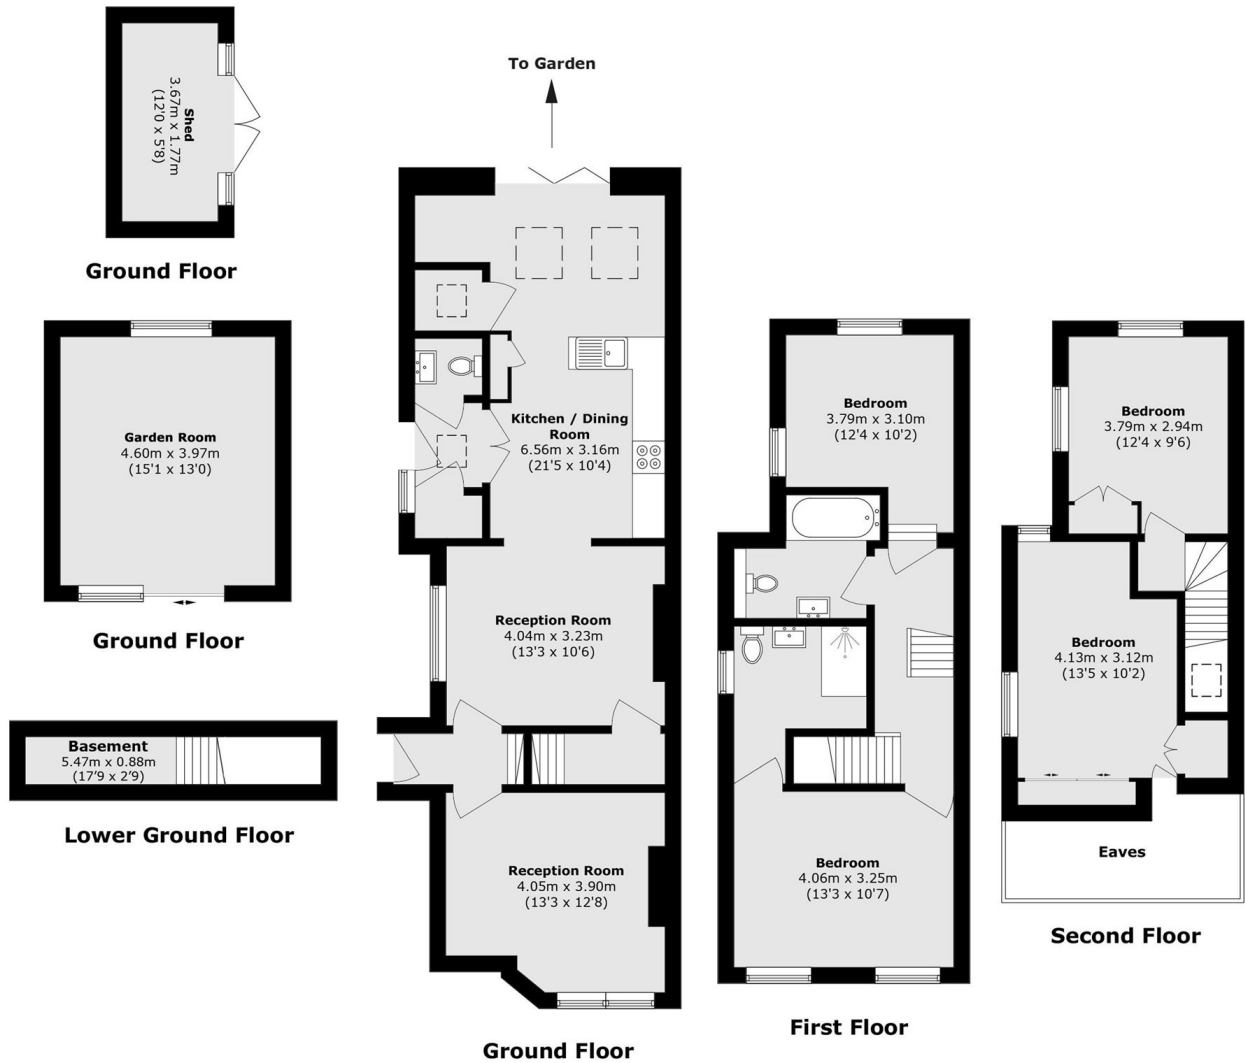 Shed
3.67m x 1.77m
(12'0 x 5'8)
Ground Floor
Garden Room
4.60m x 3.97m
(15'1 x 13'0)
Ground Floor
Basement
5.47m x 0.88m
(17'9 x 2'9)
Lower Ground Floor
To Garden
Kitchen / Dining
Room
6.56m x 3.16m
(21'5 x 10'4)
Reception Room
4.04m x 3.23m
(13'3 x 10'6)
Reception Room
4.05m x 3.90m
(13'3 x 12'8)
Ground Floor
Bedroom
3.79m x 3.10m
(12'4 x 10'2)
Bedroom
4.06m x 3.25m
(13'3 x 10'7)
First Floor
Bedroom
3.79m x 2.94m
(12'4 x 9'6)
Bedroom
4.13m x 3.12m
(13'5 x 10'2)
Eaves
Second Floor